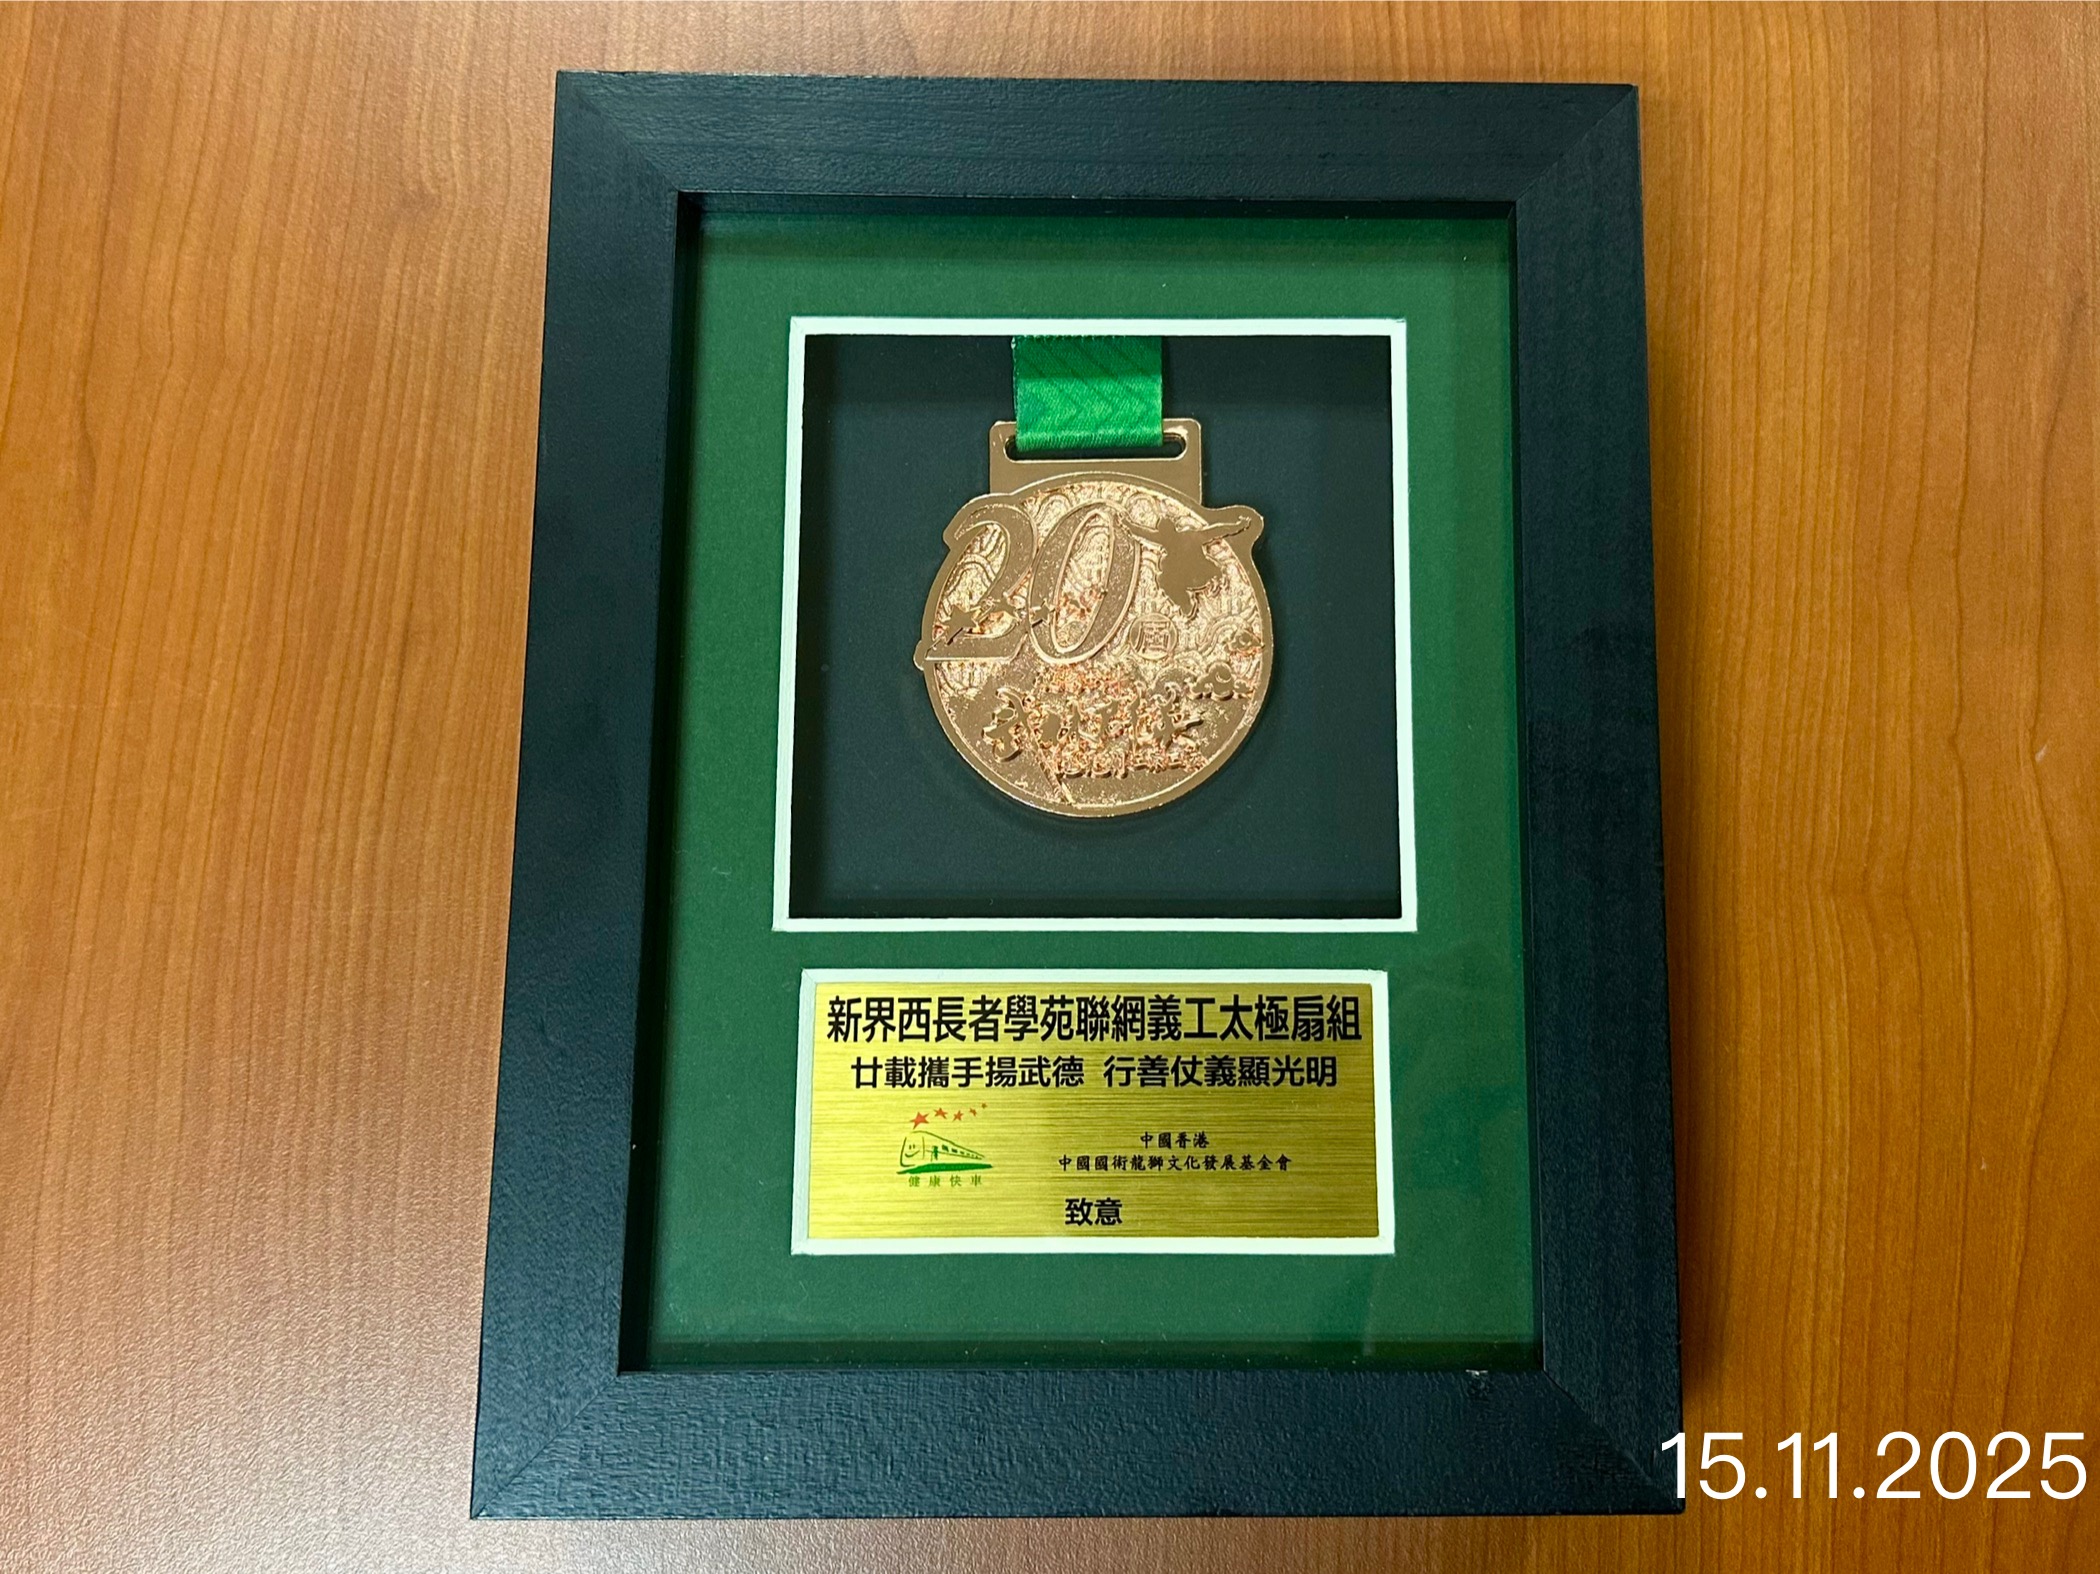 20
新界西長者學苑聯網義工太極扇組
廿載攜手揚武德 行善仗義顯光明
健康快車
中國香港
中國國術龍獅文化發展基金會
致意
15.11.2025